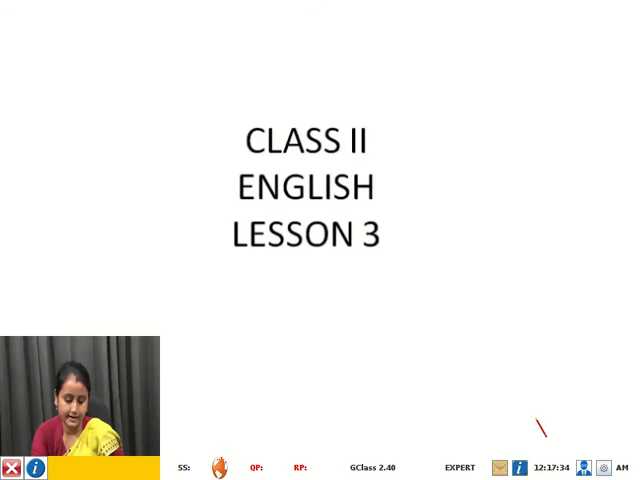 CLASS II
ENGLISH
LESSON 3
SS: QP: RP: GClass 2.40 EXPERT 12:17:34 AM